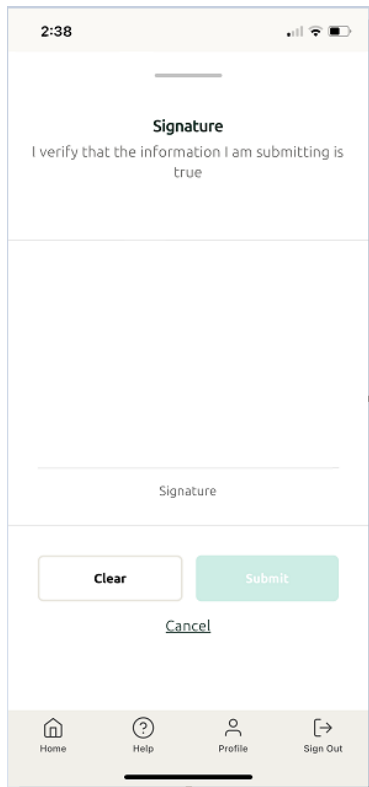 2:38
Signature
I verify that the information I am submitting is
true
Signature
Clear
Submit
Cancel
Home
Help
Profile
Sign Out